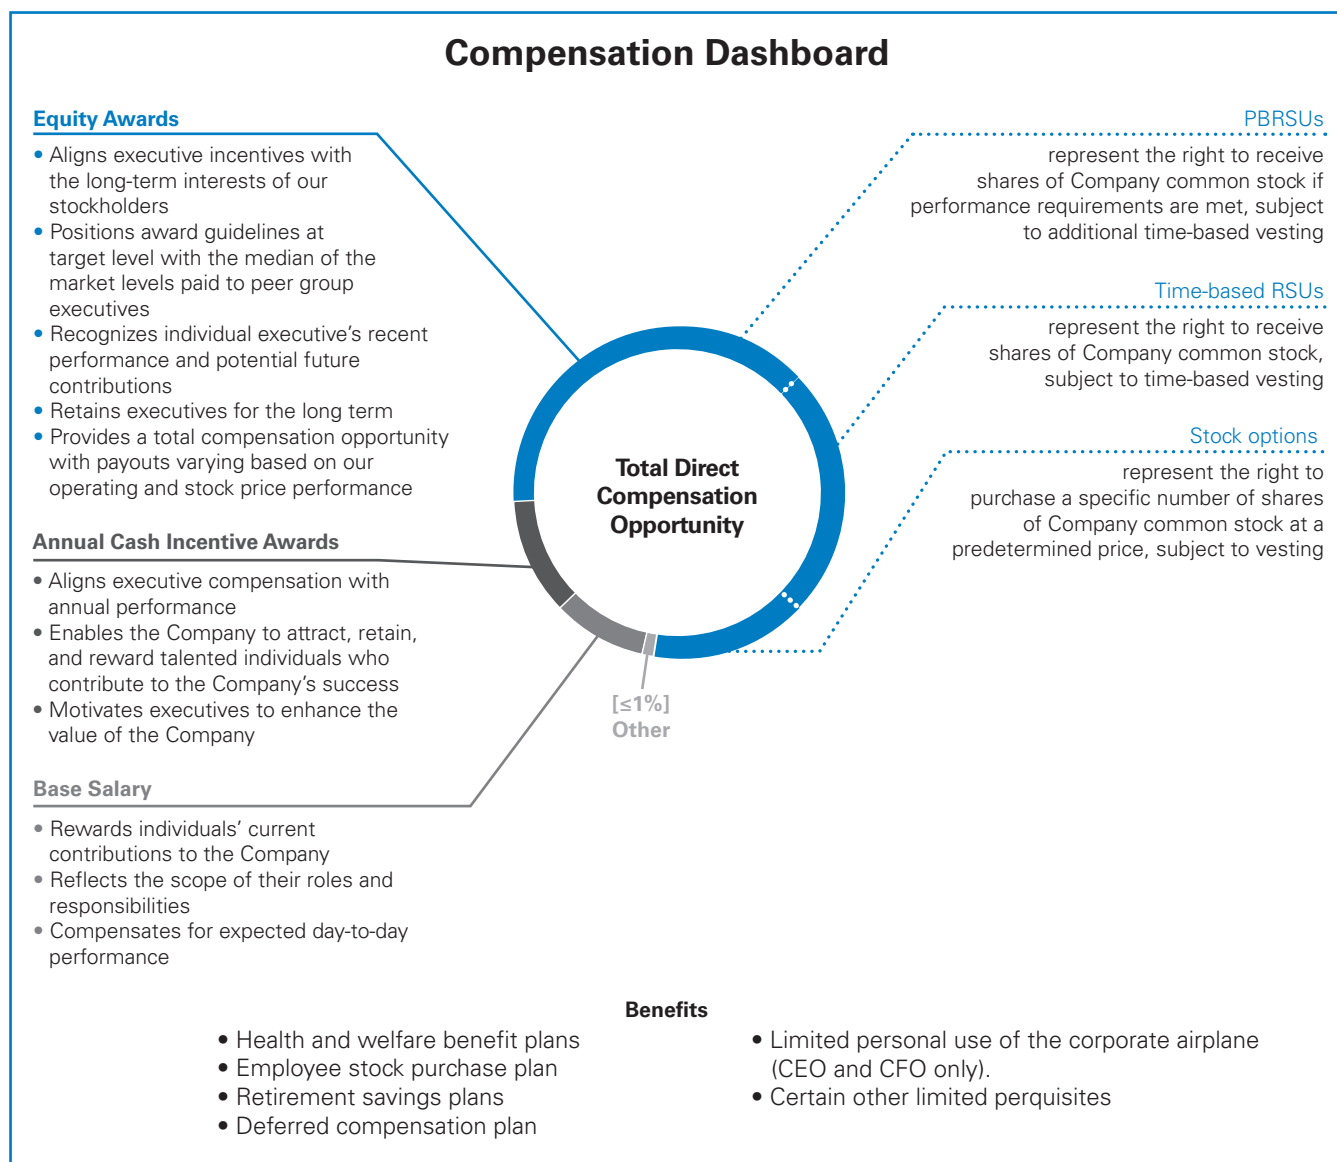 Compensation Dashboard
Equity Awards
• Aligns executive incentives with
the long-term interests of our
stockholders
• Positions award guidelines at
target level with the median of the
market levels paid to peer group
executives
• Recognizes individual executive’s recent
performance and potential future
contributions
• Retains executives for the long term
• Provides a total compensation opportunity
with payouts varying based on our
operating and stock price performance
Annual Cash Incentive Awards
• Aligns executive compensation with
annual performance
• Enables the Company to attract, retain,
and reward talented individuals who
contribute to the Company’s success
• Motivates executives to enhance the
value of the Company
Base Salary
• Rewards individuals’ current
contributions to the Company
• Reflects the scope of their roles and
responsibilities
• Compensates for expected day-to-day
performance
Total Direct
Compensation
Opportunity
[≤1%]
Other
PBRSUs
represent the right to receive
shares of Company common stock if
performance requirements are met, subject
to additional time-based vesting
Time-based RSUs
represent the right to receive
shares of Company common stock,
subject to time-based vesting
Stock options
represent the right to
purchase a specific number of shares
of Company common stock at a
predetermined price, subject to vesting
Benefits
• Health and welfare benefit plans
• Employee stock purchase plan
• Retirement savings plans
• Deferred compensation plan
• Limited personal use of the corporate airplane
(CEO and CFO only).
• Certain other limited perquisites